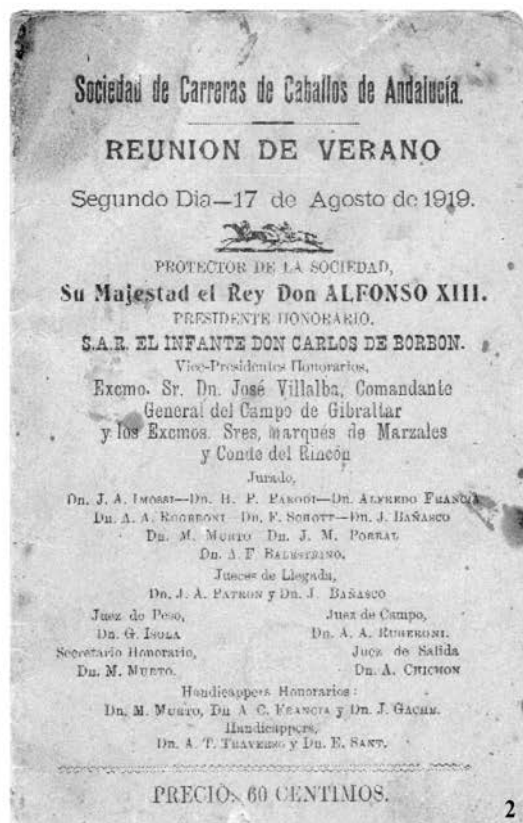 Sociedad de Carreras de Caballos de Andalucía.
REUNION DE VERANO
Segundo Dia—17 de Agosto de 1919.
PROTECTOR DE LA SOCIEDAD,
Su Majestad el Rey Don ALFONSO XIII.
PRESIDENTE HONORARIO,
S.A.R. EL INFANTE DON CARLOS DE BORBON.
Vice-Presidentes Honorarios,
Excmo. Sr. Dn. José Villalba, Comandante
General del Campo de Gibraltar
y los Excmos. Sres, Marqués de Marzales
y Conde del Rincón
Jurado,
Dn. J. A. IMOSSI—Dn. H. P. PARODI—Dn. ALFREDO FRANCIA
Dn. A. A. Dn. F. SCHOTT—Dn. J. BAÑASCO
Dn. M. MURTO Dn. J. M. PORRAL
Dn. A. F BALESTRINO.
Jueces de Llegada,
Dn. J. A. PATRON y Dn. J. BAÑASCO
Juez de Peso, Juez de Campo,
Dn. G. ISOLA Dn. A. A. RUGERONI.
Secretario Honorario, Juez de Salida
Dn. M. MURTO. Dn. A. CHICHON
Handicappers Honorarios:
Dn. M. MURTO, Dn A. C. FRANCIA y Dn. J. GACHE.
Handicappers,
Dn. A. T. TRAVERSO y Dn. E. SANT.
PRECIO, 60 CENTIMOS.
2